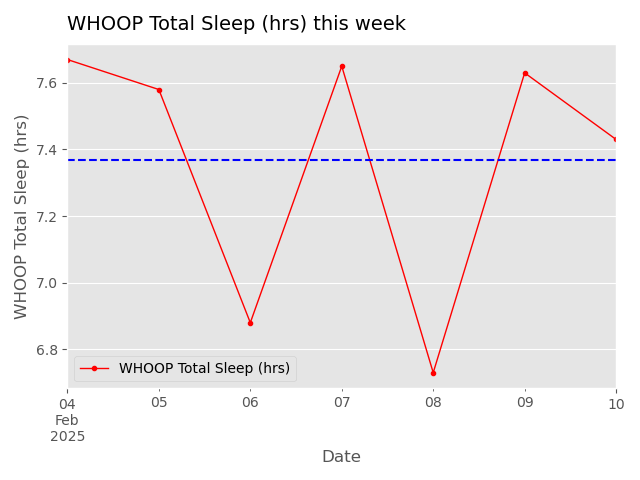 WHOOP Total Sleep (hrs) this week
WHOOP Total Sleep (hrs)
7.6
7.4
7.2
7.0
6.8
WHOOP Total Sleep (hrs)
04 05 06 07 08 09 10
Feb
2025
Date